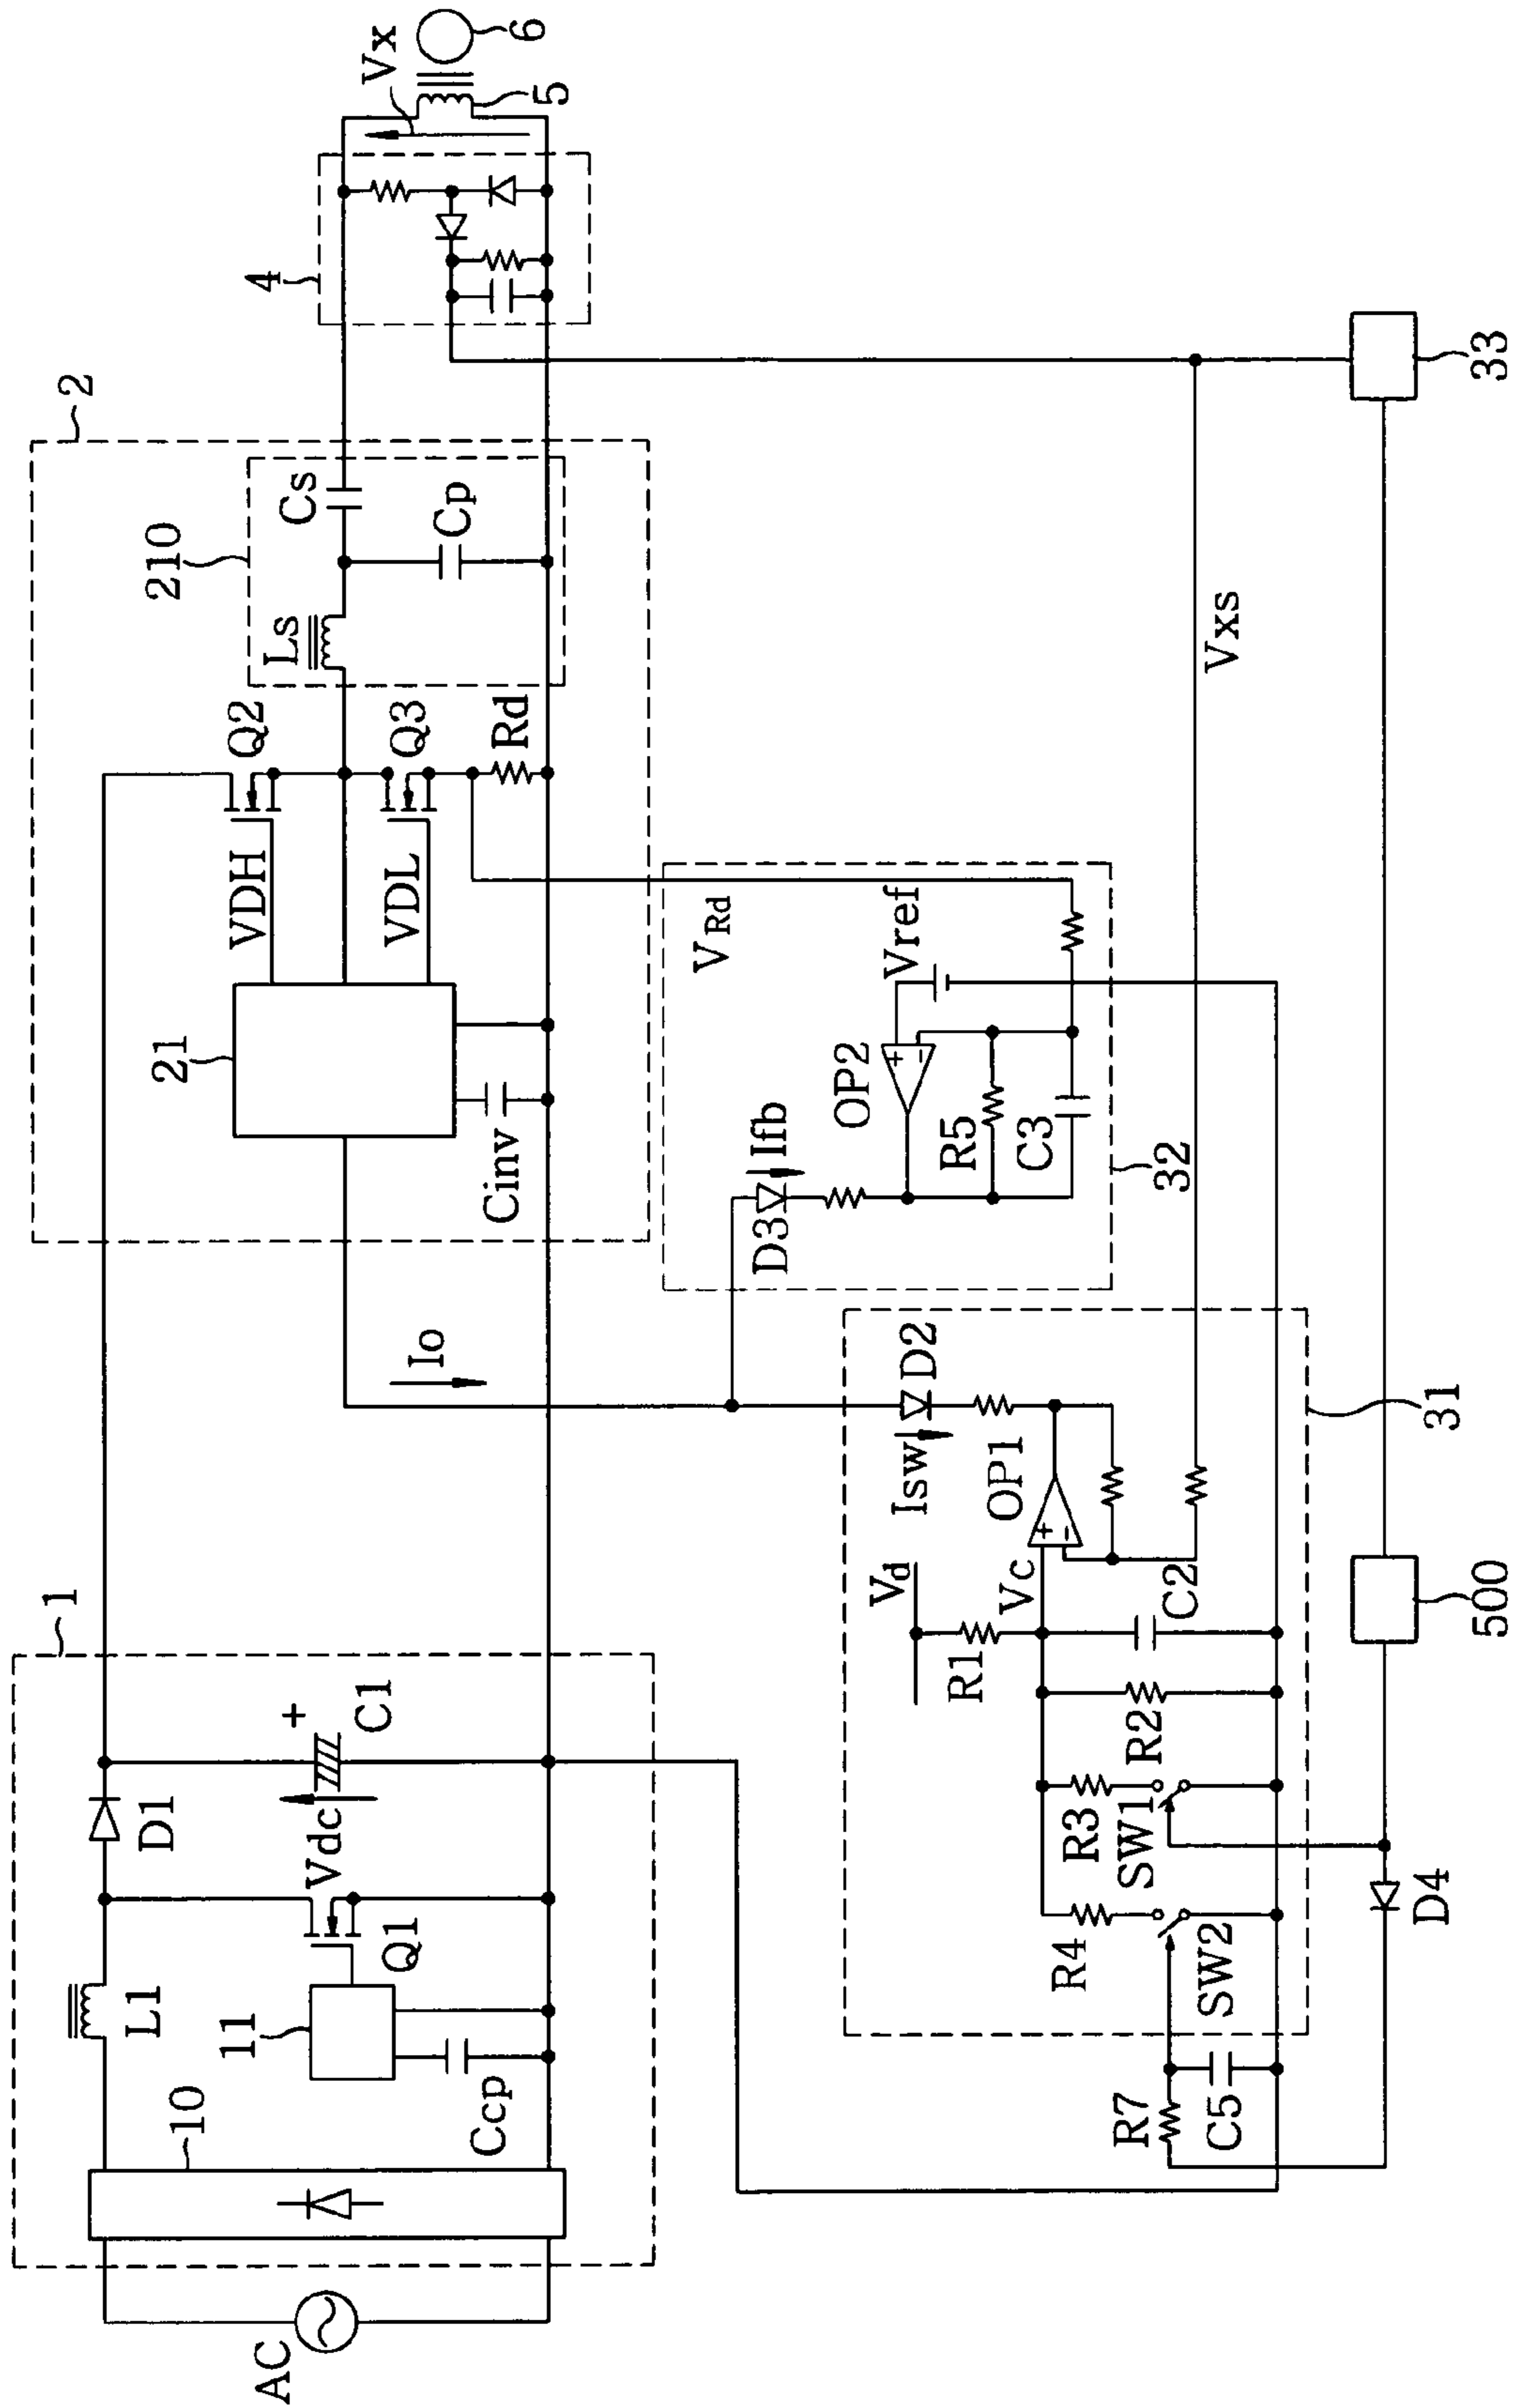 AC
1
10
L1
D1
11
Q1
Ccp
Vdc
+
C1
2
21
VDH
VDL
Q2
Q3
Rd
Cinv
210
Ls
Cs
Cp
4
Vx
5
6
Io
31
Vd
R1
Vc
R2
R3
R4
SW1
SW2
C2
OP1
+
-
Isw
D2
32
D3
Ifb
OP2
+
-
R5
C3
Vref
VRd
Vxs
33
500
D4
R7
C5